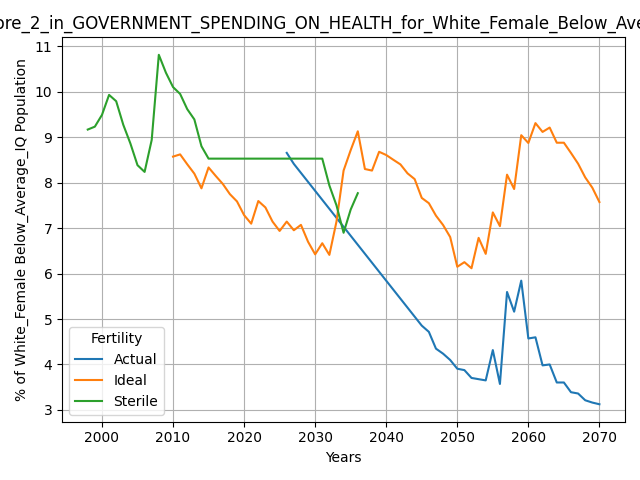 ore_2_in_GOVERNMENT_SPENDING_ON_HEALTH_for_White_Female_Below_Ave
11
10
9
8
7
6
5
4
3
% of White_Female Below_Average_IQ Population
Fertility
Actual
Ideal
Sterile
2000 2010 2020 2030 2040 2050 2060 2070
Years